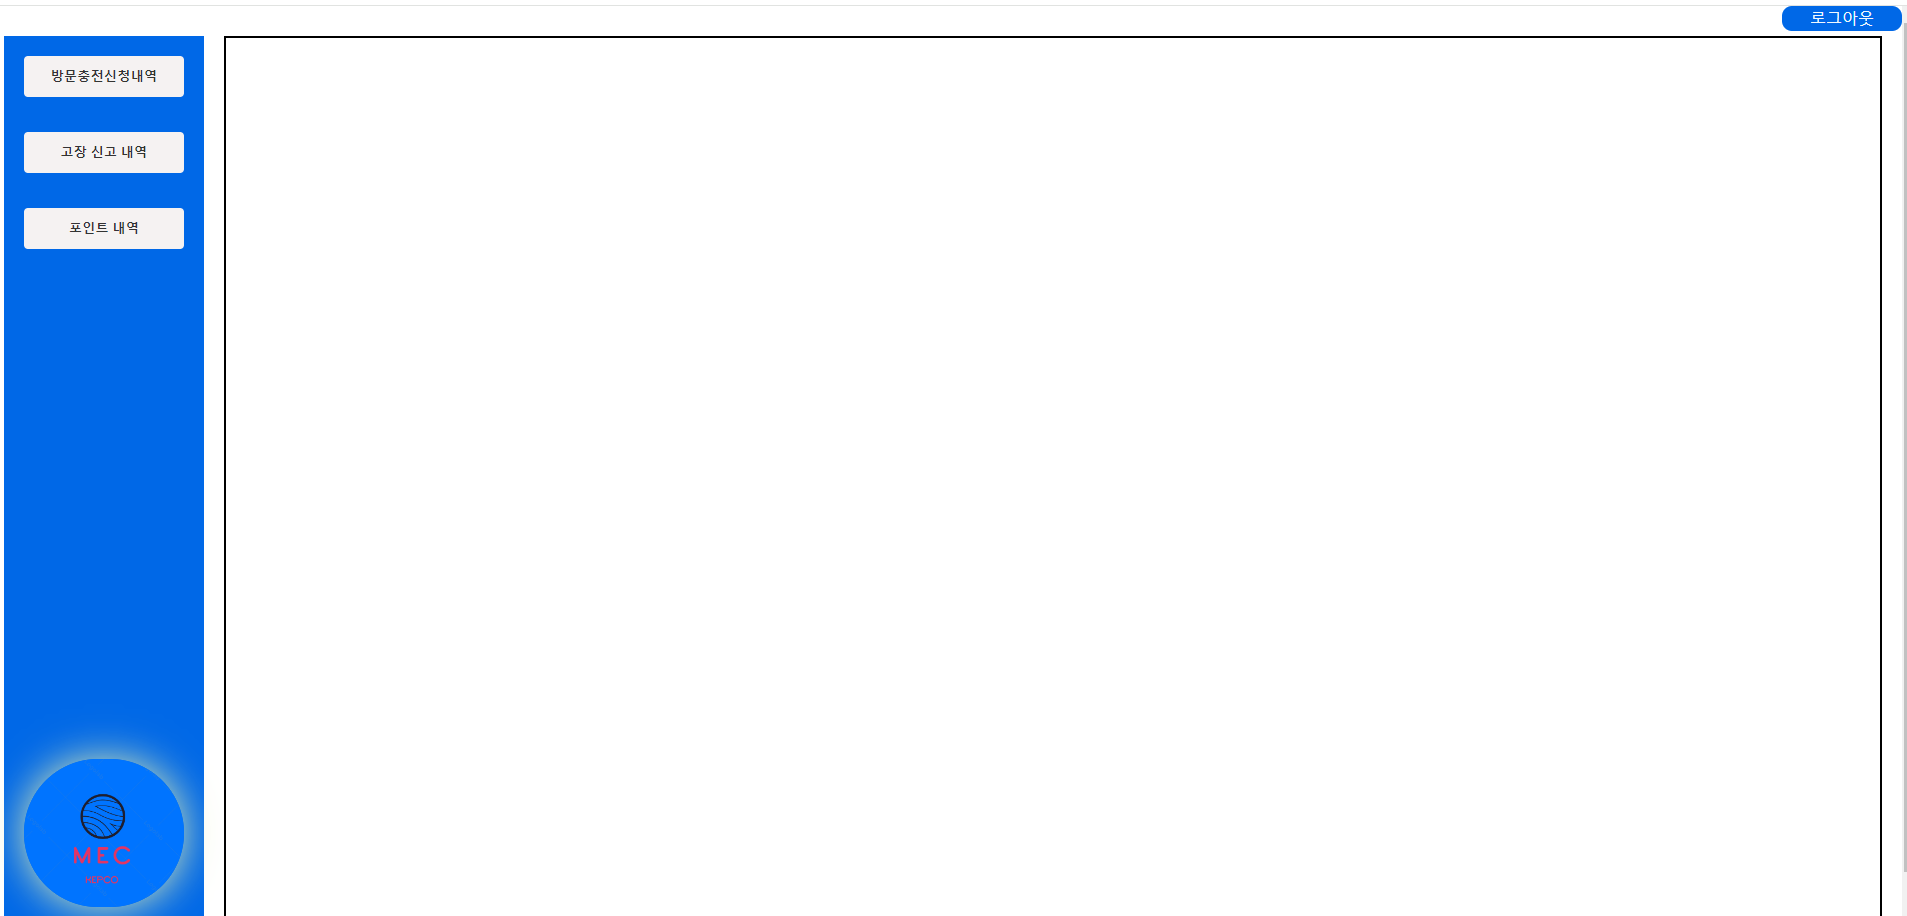 로그아웃
방문충전신청내역
고장 신고 내역
포인트 내역
MEC